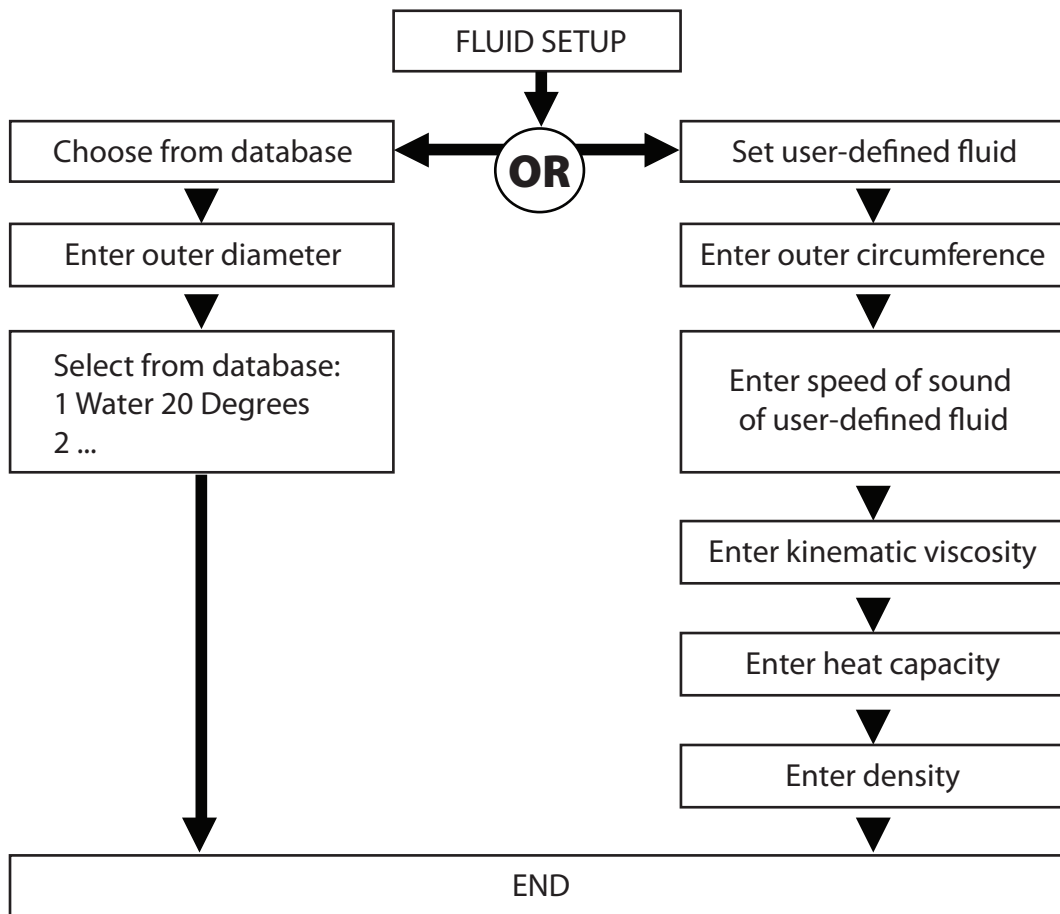 FLUID SETUP
OR
Choose from database
Enter outer diameter
Select from database:
1 Water 20 Degrees
2 ...
Set user-defined fluid
Enter outer circumference
Enter speed of sound
of user-defined fluid
Enter kinematic viscosity
Enter heat capacity
Enter density
END